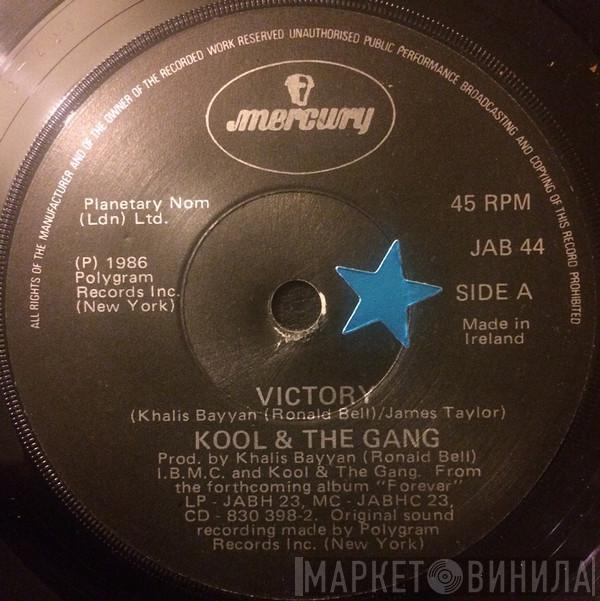 ALL RIGHTS OF THE MANUFACTURER AND OF THE OWNER OF THE RECORDED WORK RESERVED UNAUTHORISED PUBLIC PERFORMANCE BROADCASTING AND COPYING OF THIS RECORD PROHIBITED
mercury
Planetary Nom
(Ldn) Ltd.
(P) 1986
Polygram
Records Inc.
(New York)
45 RPM
JAB 44
SIDE A
Made in
Ireland
VICTORY
(Khalis Bayyan (Ronald Bell)/James Taylor)
KOOL & THE GANG
Prod. by Khalis Bayyan (Ronald Bell)
I.B.M.C. and Kool & The Gang. From
the forthcoming album "Forever"
LP - JABH 23, MC - JABHC 23,
CD - 830 398-2. Original sound
recording made by Polygram
Records Inc. (New York)
МАРКЕТ ВИНИЛА